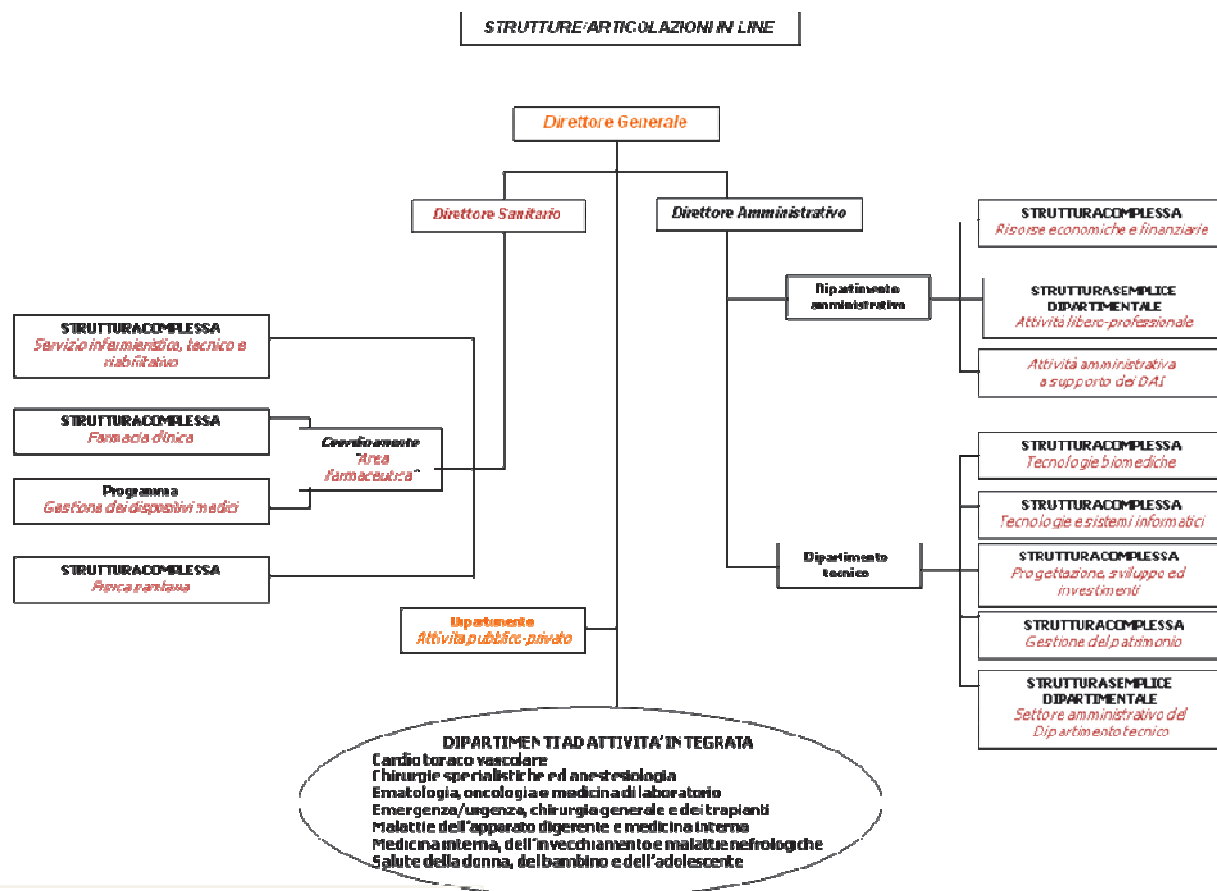 STRUTTURE/ARTICOLAZIONI IN LINE
Direttore Generale
Direttore Sanitario
Direttore Amministrativo
STRUTTURA COMPLESSA
Risorse economiche e finanziarie
Dipartimento
amministrativo
STRUTTURA SEMPLICE
DIPARTIMENTALE
Attività libero-professionale
Attività amministrativa
a supporto dei DAI
STRUTTURA COMPLESSA
Servizio infermieristico, tecnico e
riabilitativo
STRUTTURA COMPLESSA
Farmacia clinica
Coordinamento
"Area
farmaceutica"
Programma
Gestione dei dispositivi medici
STRUTTURA COMPLESSA
Fisica sanitaria
STRUTTURA COMPLESSA
Tecnologie biomediche
STRUTTURA COMPLESSA
Tecnologie e sistemi informatici
Dipartimento
tecnico
STRUTTURA COMPLESSA
Progettazione, sviluppo ed
investimenti
STRUTTURA COMPLESSA
Gestione del patrimonio
STRUTTURA SEMPLICE
DIPARTIMENTALE
Settore amministrativo del
Dipartimento tecnico
Dipartimento
Attività pubblico-privato
DIPARTIMENTI AD ATTIVITA' INTEGRATA
Cardio toraco vascolare
Chirurgie specialistiche ed anestesiologia
Ematologia, oncologia e medicina di laboratorio
Emergenza/urgenza, chirurgia generale e dei trapianti
Malattie dell'apparato digerente e medicina interna
Medicina interna, dell'invecchiamento e malattie nefrologiche
Salute della donna, del bambino e dell'adolescente